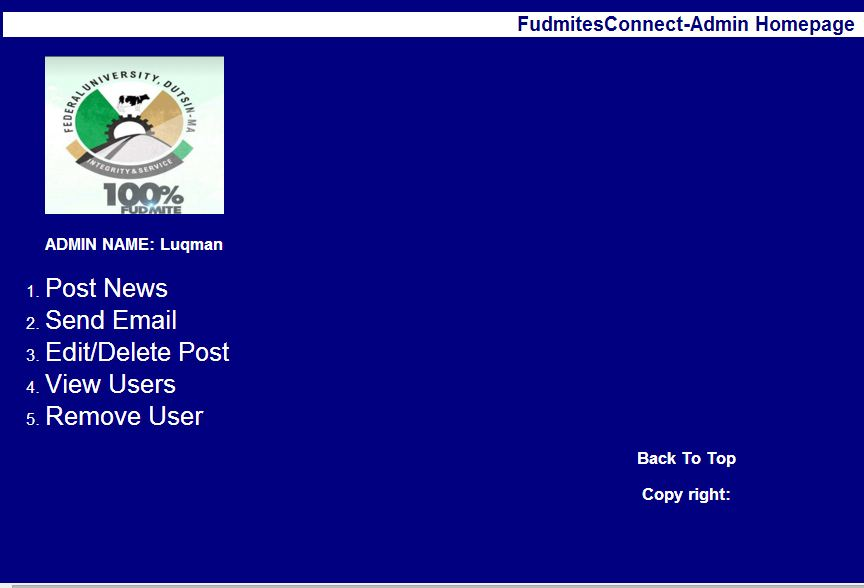 FudmitesConnect-Admin Homepage
FEDERAL UNIVERSITY, DUTSIN-MA
INTEGRITY & SERVICE
100%
FUDMITE
ADMIN NAME: Luqman
1. Post News
2. Send Email
3. Edit/Delete Post
4. View Users
5. Remove User
Back To Top
Copy right: